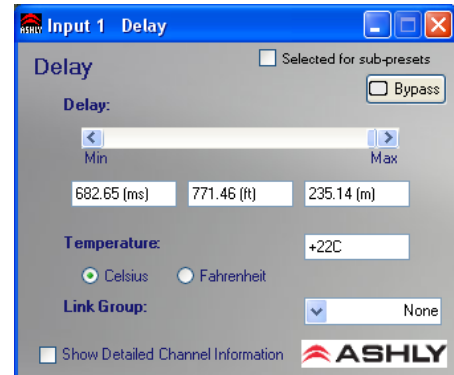 ASHLY Input 1 Delay
Delay
Selected for sub-presets
Bypass
Delay:
Min Max
682.65 (ms) 771.46 (ft) 235.14 (m)
Temperature: +22C
Celsius Fahrenheit
Link Group: None
Show Detailed Channel Information ASHLY